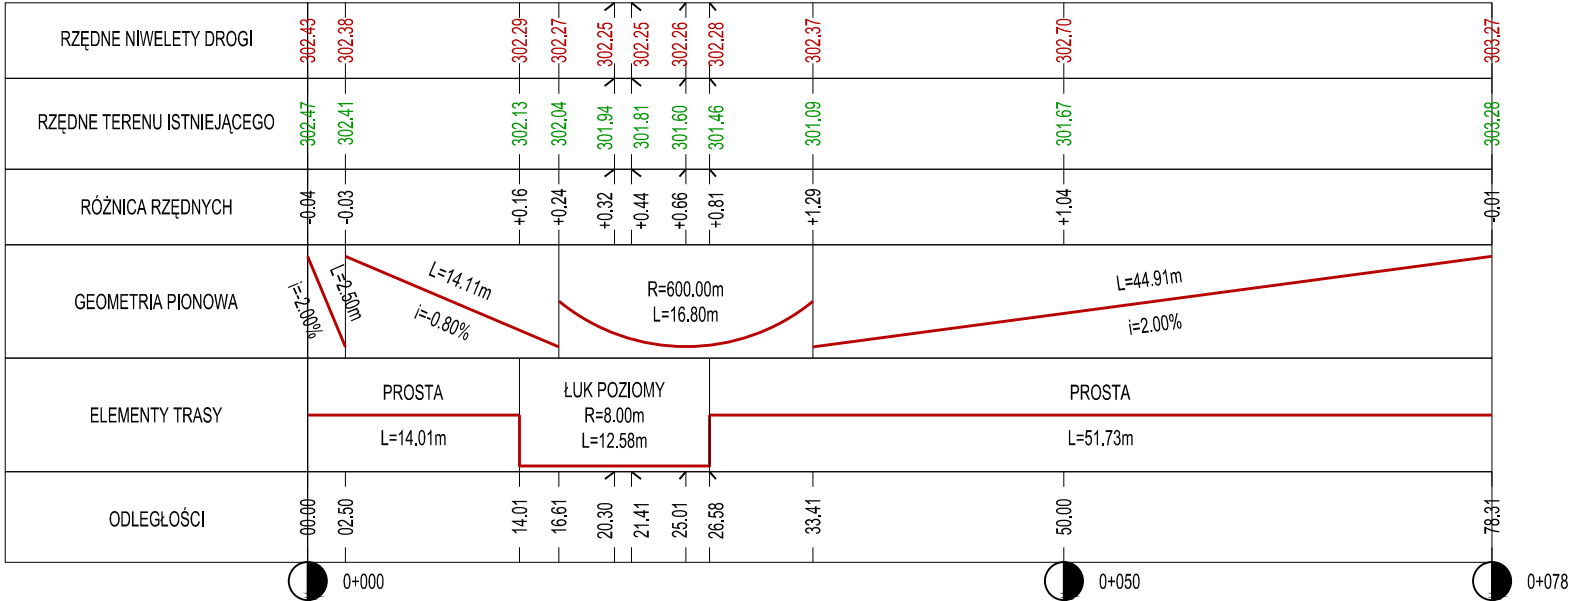 RZĘDNE NIWELETY DROGI
302.43 302.38 302.29 302.27 302.25 302.25 302.26 302.28 302.37 302.70 303.27
RZĘDNE TERENU ISTNIEJĄCEGO
302.47 302.41 302.13 302.04 301.94 301.81 301.60 301.46 301.09 301.67 303.28
RÓŻNICA RZĘDNYCH
-0.04 -0.03 +0.16 +0.24 +0.32 +0.44 +0.66 +0.81 +1.29 +1.04 -0.01
GEOMETRIA PIONOWA
L=2.50m
i=-2.00%
L=14.11m
i=-0.80%
R=600.00m
L=16.80m
L=44.91m
i=2.00%
ELEMENTY TRASY
PROSTA
L=14.01m
ŁUK POZIOMY
R=8.00m
L=12.58m
PROSTA
L=51.73m
ODLEGŁOŚCI
00.00 02.50 14.01 16.61 20.30 21.41 25.01 26.58 33.41 50.00 78.31
0+000 0+050 0+078